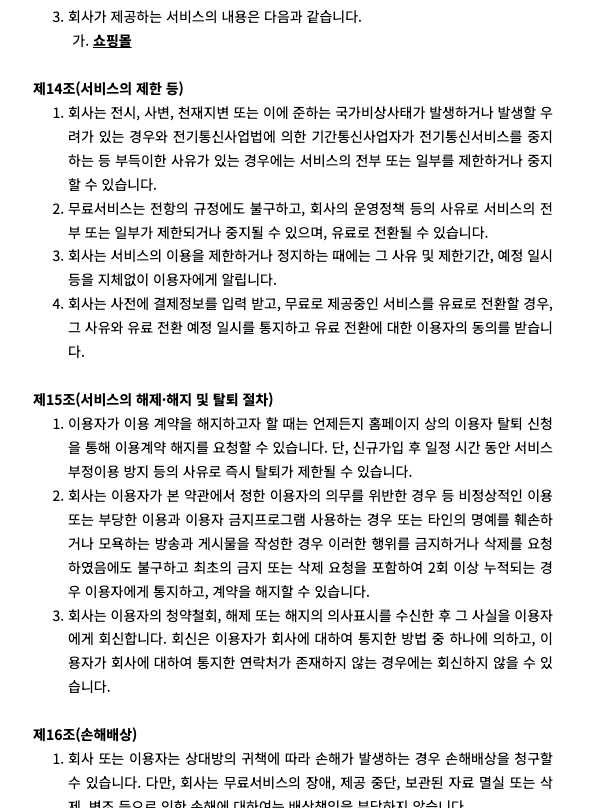 3. 회사가 제공하는 서비스의 내용은 다음과 같습니다.
가. 쇼핑몰
제14조(서비스의 제한 등)
1. 회사는 전시, 사변, 천재지변 또는 이에 준하는 국가비상사태가 발생하거나 발생할 우
려가 있는 경우와 전기통신사업법에 의한 기간통신사업자가 전기통신서비스를 중지
하는 등 부득이한 사유가 있는 경우에는 서비스의 전부 또는 일부를 제한하거나 중지
할 수 있습니다.
2. 무료서비스는 전항의 규정에도 불구하고, 회사의 운영정책 등의 사유로 서비스의 전
부 또는 일부가 제한되거나 중지될 수 있으며, 유료로 전환될 수 있습니다.
3. 회사는 서비스의 이용을 제한하거나 정지하는 때에는 그 사유 및 제한기간, 예정 일시
등을 지체없이 이용자에게 알립니다.
4. 회사는 사전에 결제정보를 입력 받고, 무료로 제공중인 서비스를 유료로 전환할 경우,
그 사유와 유료 전환 예정 일시를 통지하고 유료 전환에 대한 이용자의 동의를 받습니
다.
제15조(서비스의 해제·해지 및 탈퇴 절차)
1. 이용자가 이용 계약을 해지하고자 할 때는 언제든지 홈페이지 상의 이용자 탈퇴 신청
을 통해 이용계약 해지를 요청할 수 있습니다. 단, 신규가입 후 일정 시간 동안 서비스
부정이용 방지 등의 사유로 즉시 탈퇴가 제한될 수 있습니다.
2. 회사는 이용자가 본 약관에서 정한 이용자의 의무를 위반한 경우 등 비정상적인 이용
또는 부당한 이용과 이용자 금지프로그램 사용하는 경우 또는 타인의 명예를 훼손하
거나 모욕하는 방송과 게시물을 작성한 경우 이러한 행위를 금지하거나 삭제를 요청
하였음에도 불구하고 최초의 금지 또는 삭제 요청을 포함하여 2회 이상 누적되는 경
우 이용자에게 통지하고, 계약을 해지할 수 있습니다.
3. 회사는 이용자의 청약철회, 해제 또는 해지의 의사표시를 수신한 후 그 사실을 이용자
에게 회신합니다. 회신은 이용자가 회사에 대하여 통지한 방법 중 하나에 의하고, 이
용자가 회사에 대하여 통지한 연락처가 존재하지 않는 경우에는 회신하지 않을 수 있
습니다.
제16조(손해배상)
1. 회사 또는 이용자는 상대방의 귀책에 따라 손해가 발생하는 경우 손해배상을 청구할
수 있습니다. 다만, 회사는 무료서비스의 장애, 제공 중단, 보관된 자료 멸실 또는 삭
제, 변조 등으로 인한 손해에 대하여는 배상책임을 부담하지 않습니다.